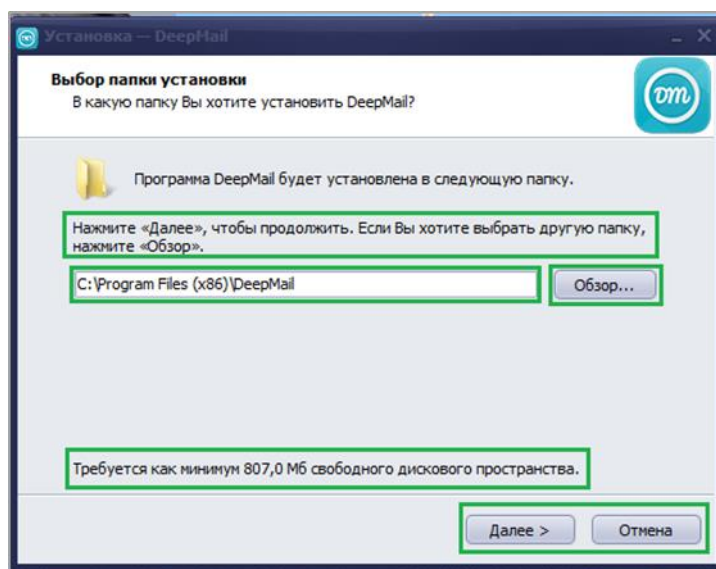 Установка — DeepMail
Выбор папки установки
В какую папку Вы хотите установить DeepMail?
DM
Программа DeepMail будет установлена в следующую папку.
Нажмите «Далее», чтобы продолжить. Если Вы хотите выбрать другую папку,
нажмите «Обзор».
C:\Program Files (x86)\DeepMail
Обзор...
Требуется как минимум 807,0 Мб свободного дискового пространства.
Далее >
Отмена